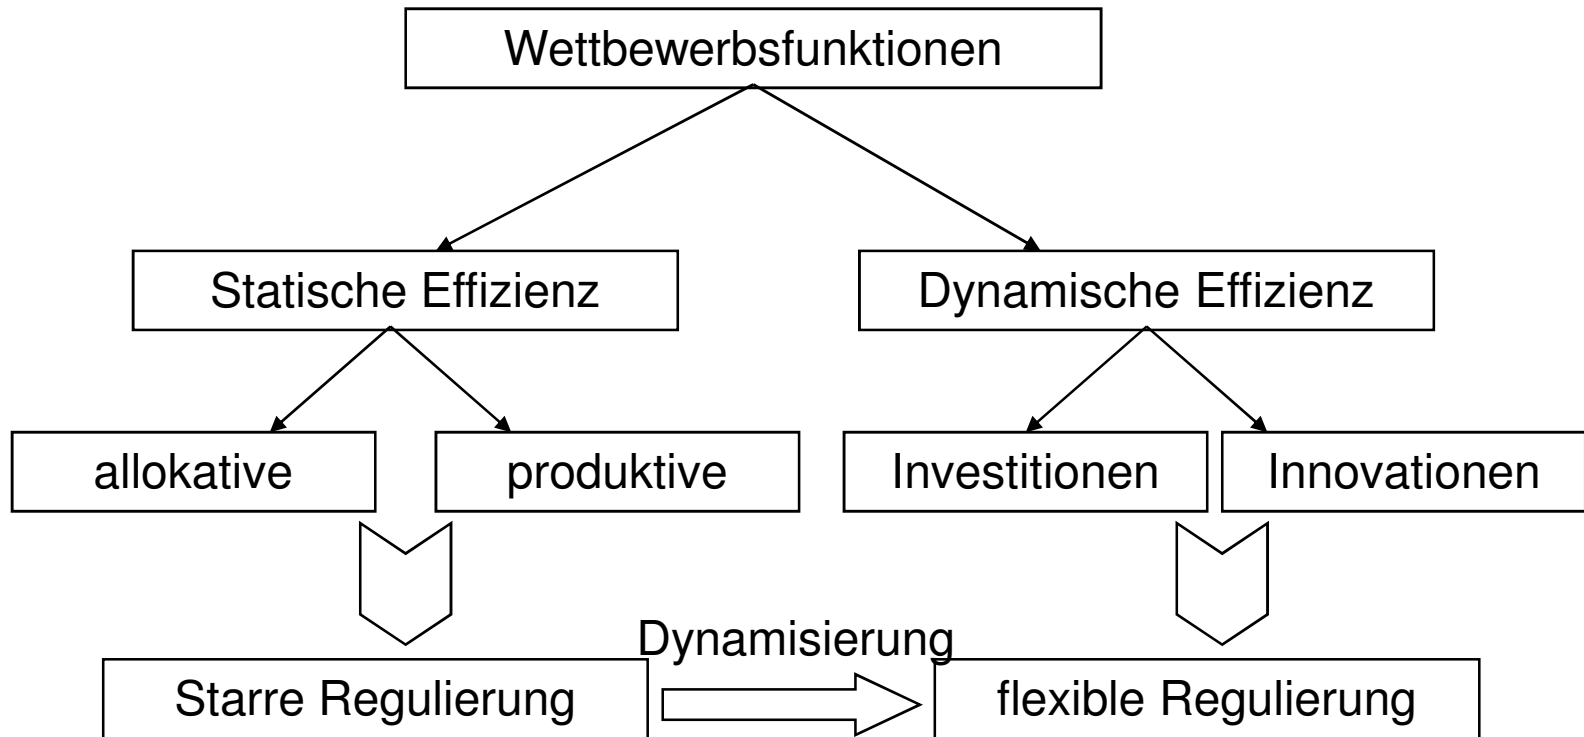 Wettbewerbsfunktionen
Statische Effizienz
Dynamische Effizienz
allokative
produktive
Investitionen
Innovationen
Dynamisierung
Starre Regulierung
flexible Regulierung